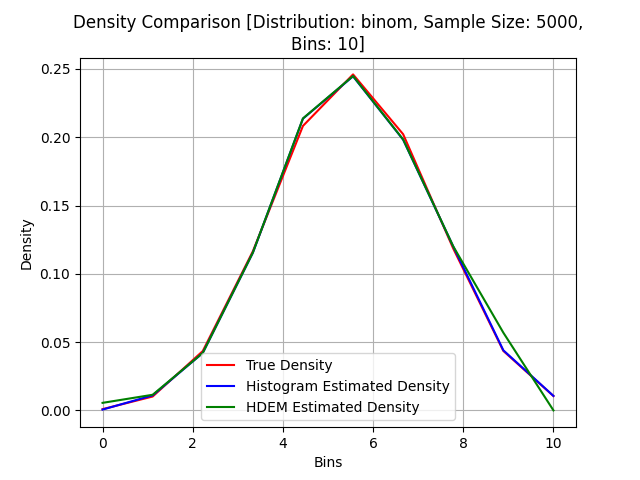 Density Comparison [Distribution: binom, Sample Size: 5000,
Bins: 10]
0.25
0.20
0.15
0.10
0.05
0.00
Density
True Density
Histogram Estimated Density
HDEM Estimated Density
0 2 4 6 8 10
Bins